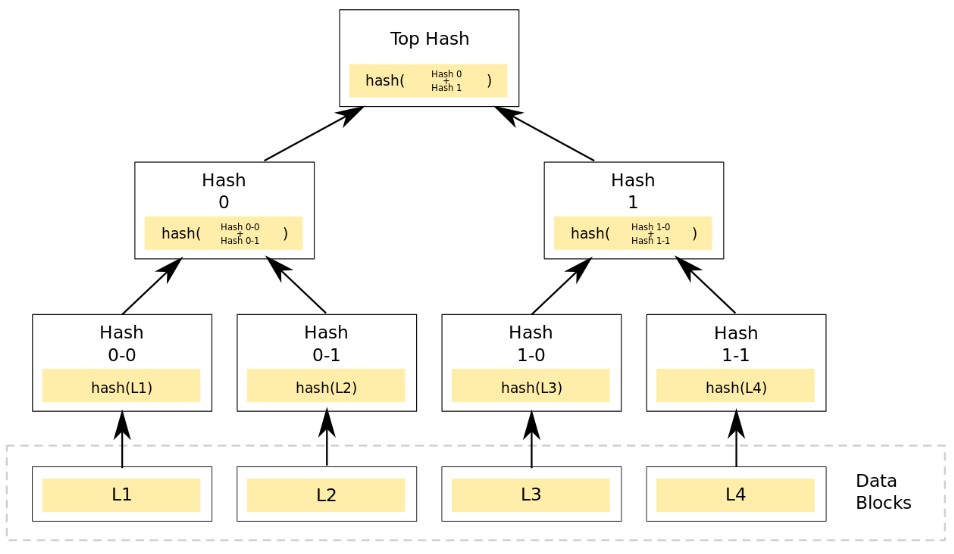 Top Hash
hash( Hash 0 + Hash 1 )
Hash
0
hash( Hash 0-0 + Hash 0-1 )
Hash
1
hash( Hash 1-0 + Hash 1-1 )
Hash
0-0
hash(L1)
Hash
0-1
hash(L2)
Hash
1-0
hash(L3)
Hash
1-1
hash(L4)
L1
L2
L3
L4
Data
Blocks